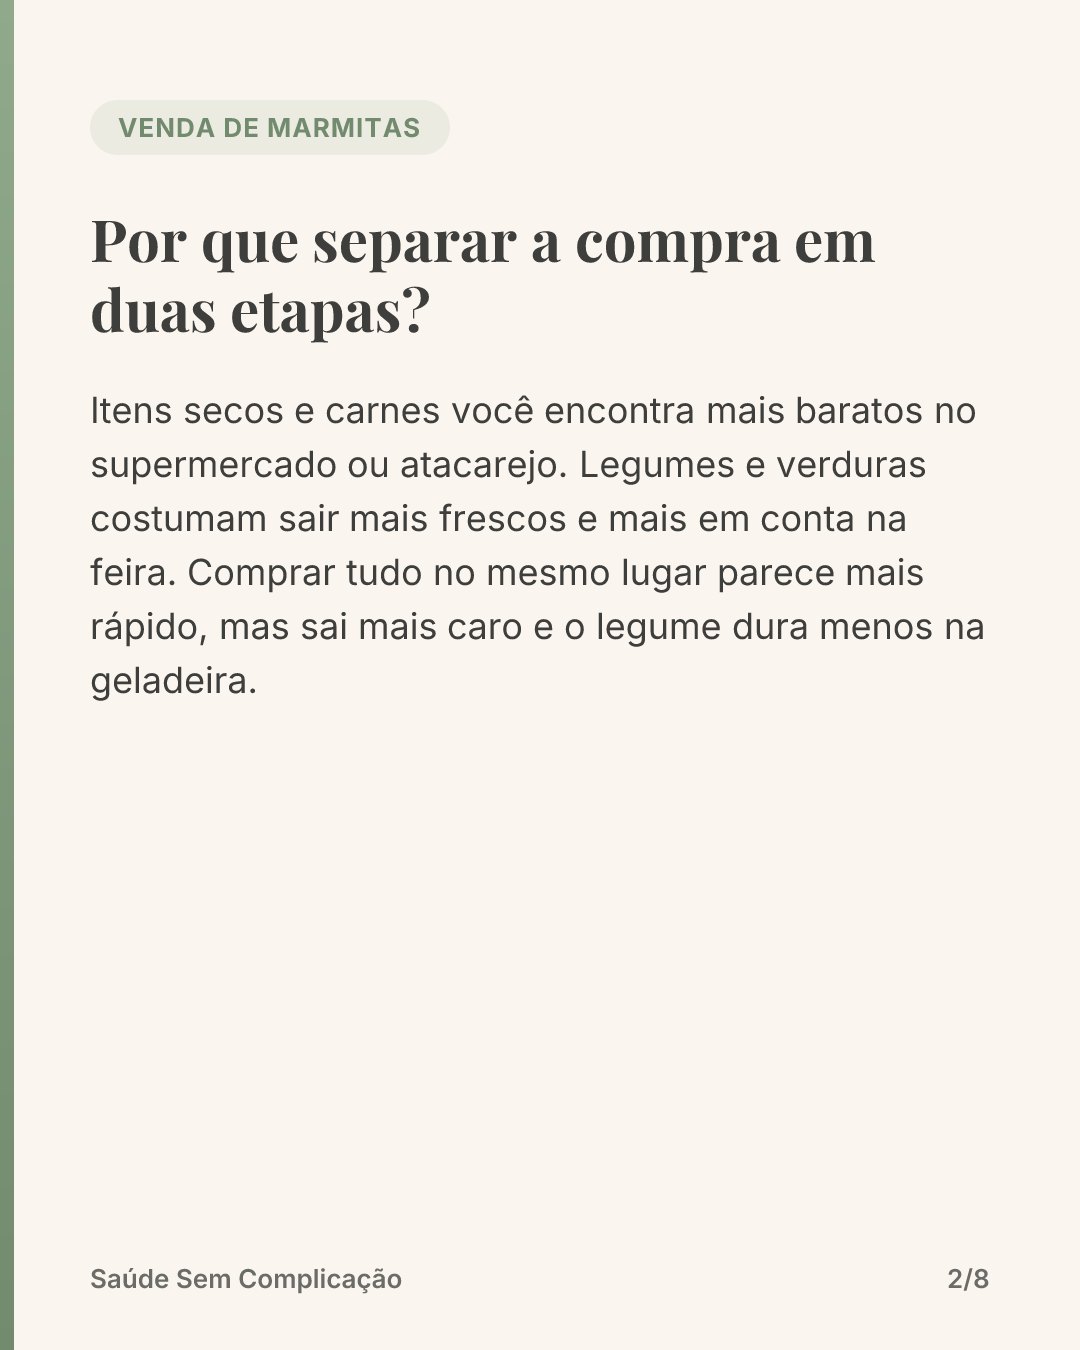 VENDA DE MARMITAS
Por que separar a compra em
duas etapas?
Itens secos e carnes você encontra mais baratos no
supermercado ou atacarejo. Legumes e verduras
costumam sair mais frescos e mais em conta na
feira. Comprar tudo no mesmo lugar parece mais
rápido, mas sai mais caro e o legume dura menos na
geladeira.
Saúde Sem Complicação
2/8